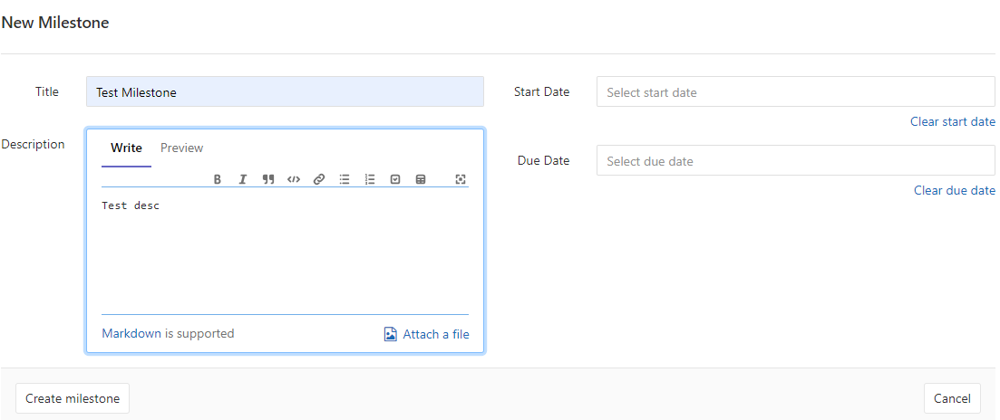 New Milestone
Title
Test Milestone
Start Date
Select start date
Clear start date
Description
Write
Preview
Due Date
Select due date
Clear due date
Test desc
Markdown is supported
Attach a file
Create milestone
Cancel